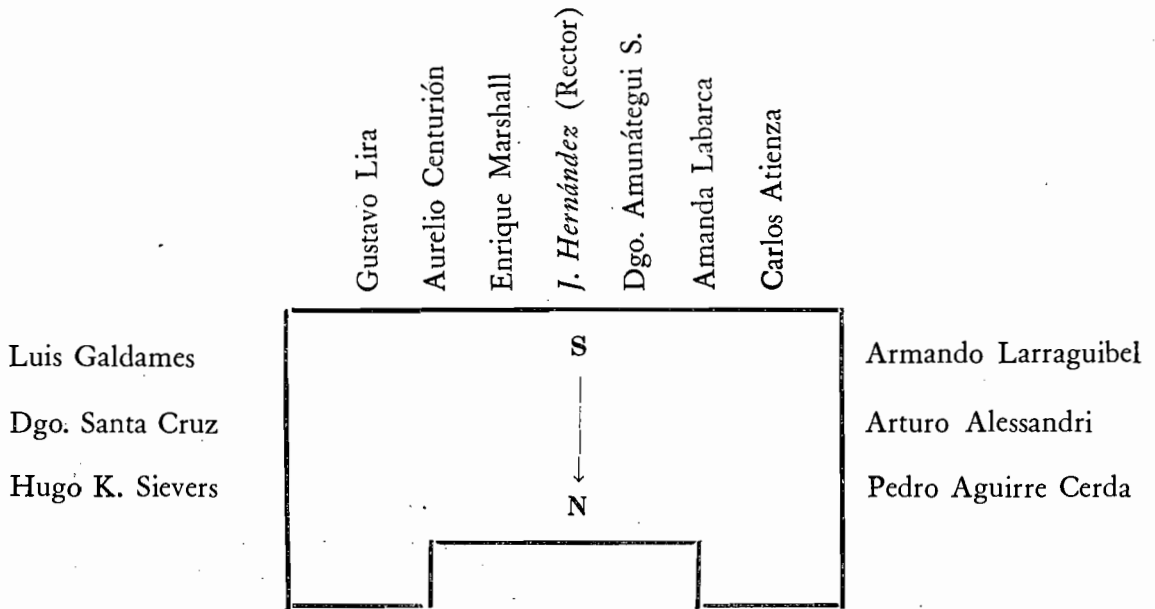 Gustavo Lira
Aurelio Centurión
Enrique Marshall
J. Hernández (Rector)
Dgo. Amunátegui S.
Amanda Labarca
Carlos Atienza
Luis Galdames
S
Armando Larraguibel
Dgo. Santa Cruz
Arturo Alessandri
Hugo K. Sievers
N
Pedro Aguirre Cerda